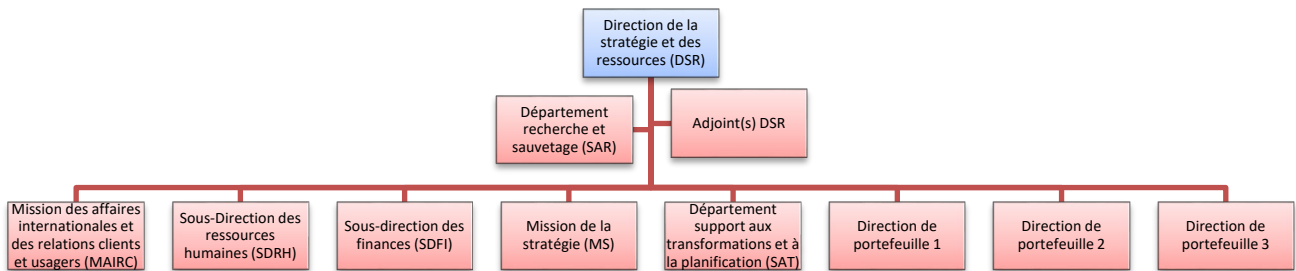 Direction de la
stratégie et des
ressources (DSR)
Département
recherche et
sauvetage (SAR)
Adjoint(s) DSR
Mission des affaires
internationales et
des relations clients
et usagers (MAIRC)
Sous-Direction des
ressources
humaines (SDRH)
Sous-direction des
finances (SDFI)
Mission de la
stratégie (MS)
Département
support aux
transformations et à
la planification (SAT)
Direction de
portefeuille 1
Direction de
portefeuille 2
Direction de
portefeuille 3